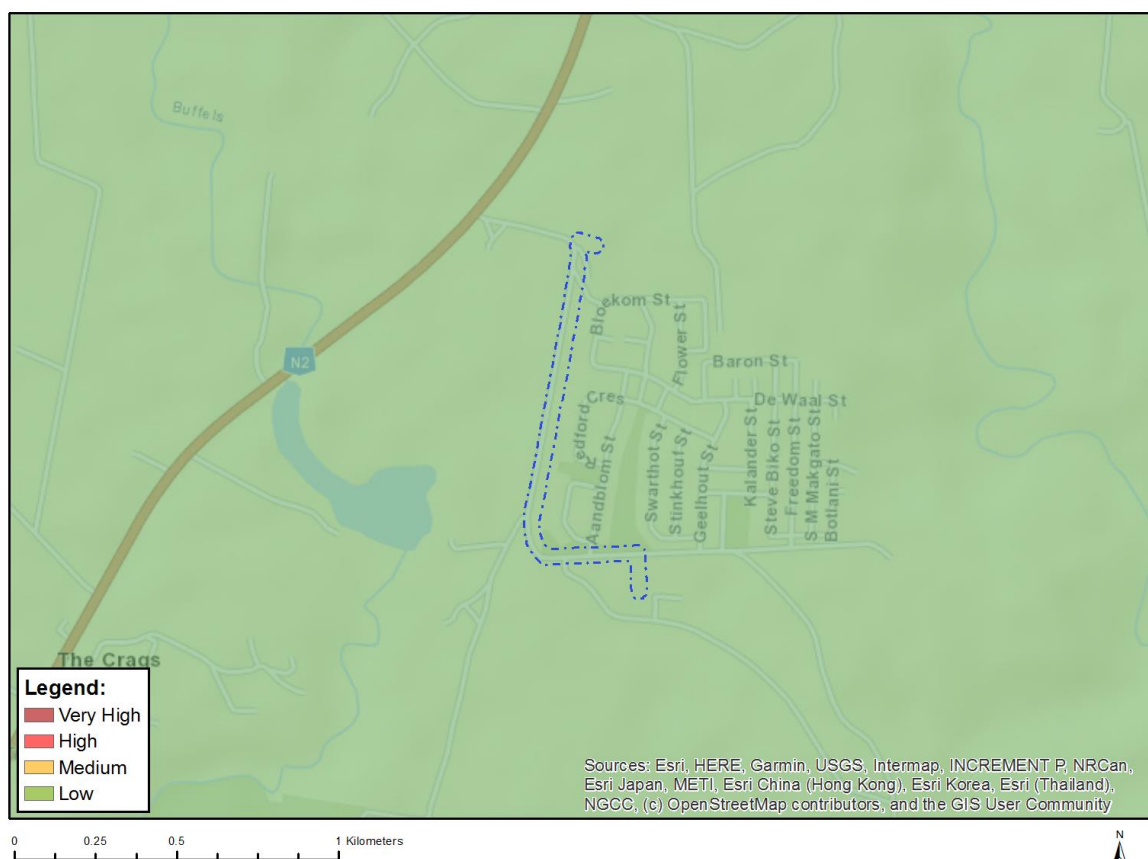 Buffels
N2
Bloekom St
Flower St
Baron St
De Waal St
Cres
Aandblom St
Swarthot St
Stinkhout St
Geelhout St
Kalander St
Steve Biko St
Freedom St
S M Makgato St
Botlani St
The Crags
Legend:
Very High
High
Medium
Low
Sources: Esri, HERE, Garmin, USGS, Intermap, INCREMENT P, NRCan,
Esri Japan, METI, Esri China (Hong Kong), Esri Korea, Esri (Thailand),
NGCC, (c) OpenStreetMap contributors, and the GIS User Community
0 0.25 0.5 1 Kilometers
N